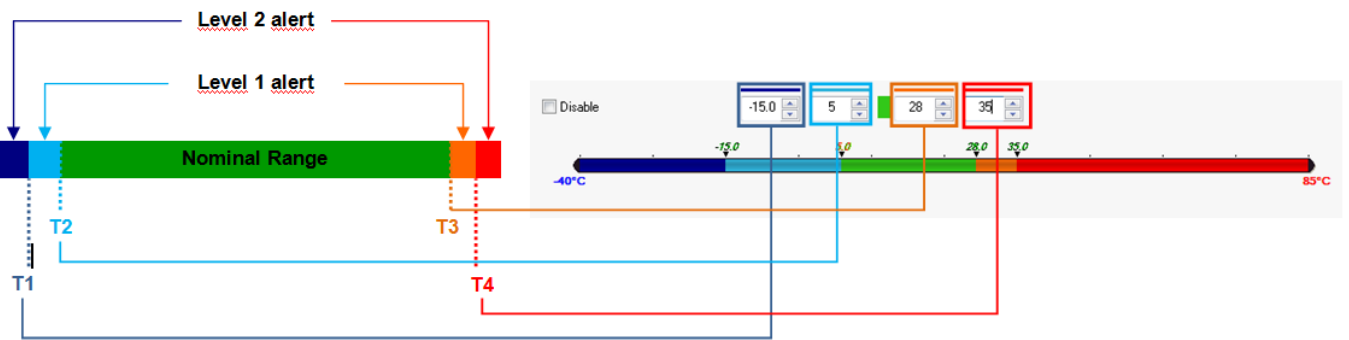 Level 2 alert
Level 1 alert
Disable
-15.0
5
28
35
Nominal Range
-15.0
5.0
28.0
35.0
-40°C
85°C
T2
T3
T1
T4